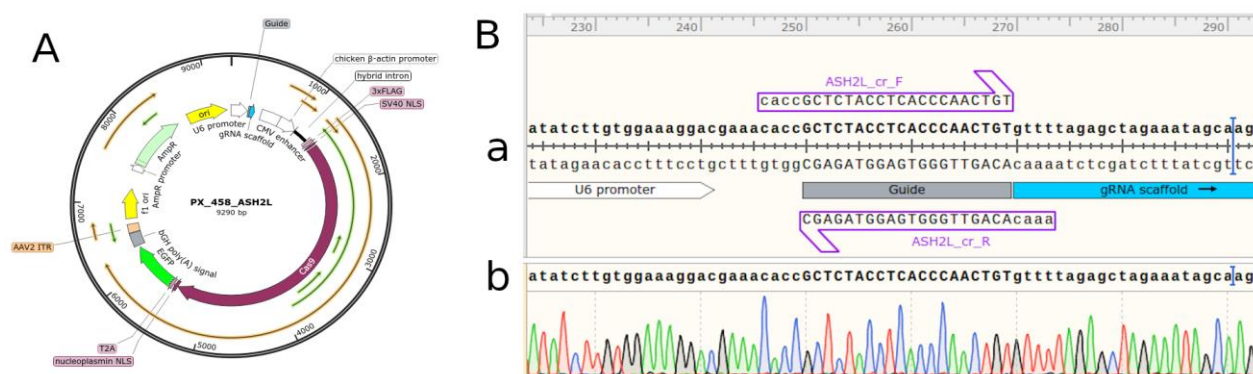 A
Guide
chicken β-actin promoter
hybrid intron
3xFLAG
SV40 NLS
9000
1000
8000
2000
7000
3000
6000
5000
4000
ori
U6 promoter
gRNA scaffold
CMV enhancer
AmpR
AmpR promoter
f1 ori
AAV2 ITR
bGH poly(A) signal
EGFP
Cas9
T2A
nucleoplasmin NLS
PX_458_ASH2L
9290 bp
B
230 240 250 260 270 280 290
ASH2L_cr_F
caccGCTCTACCTCACCCAACTGT
a
atatcttgtggaaaggacgaaacaccGCTCTACCTCACCCAACTGTgttttagagctagaaatagcaag
tatagaacacctttcctgctttgtggCGAGATGGAGTGGGTTGACAcaaaatctcgatctttatcgttc
U6 promoter
Guide
gRNA scaffold
CGAGATGGAGTGGGTTGACAcaaa
ASH2L_cr_R
b
atatcttgtggaaaggacgaaacaccGCTCTACCTCACCCAACTGTgttttagagctagaaatagcaag